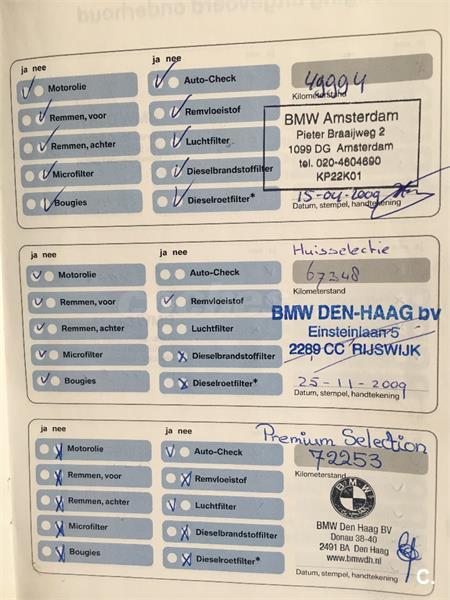 ja nee
ja nee
Motorolie
Auto-Check
49994
Kilometerstand
Remmen, voor
Remvloeistof
BMW Amsterdam
Pieter Braaijweg 2
1099 DG Amsterdam
tel. 020-4604690
KP22K01
Remmen, achter
Luchtfilter
Microfilter
Dieselbrandstoffilter
Bougies
Dieselroetfilter*
15-04-2009
Datum, stempel, handtekening
ja nee
ja nee
Huisselectie
Motorolie
Auto-Check
67348
Kilometerstand
Remmen, voor
Remvloeistof
BMW DEN-HAAG bv
Einsteinlaan 5
2289 CC RIJSWIJK
Remmen, achter
Luchtfilter
Microfilter
Dieselbrandstoffilter
Bougies
Dieselroetfilter*
25-11-2009
Datum, stempel, handtekening
ja nee
ja nee
Premium Selection
Motorolie
Auto-Check
72253
Kilometerstand
Remmen, voor
Remvloeistof
BMW
BMW Den Haag BV
Donau 38-40
2491 BA Den Haag
www.bmwdh.nl
Remmen, achter
Luchtfilter
Microfilter
Dieselbrandstoffilter
Bougies
Dieselroetfilter*
Datum, stempel, handtekening
C.